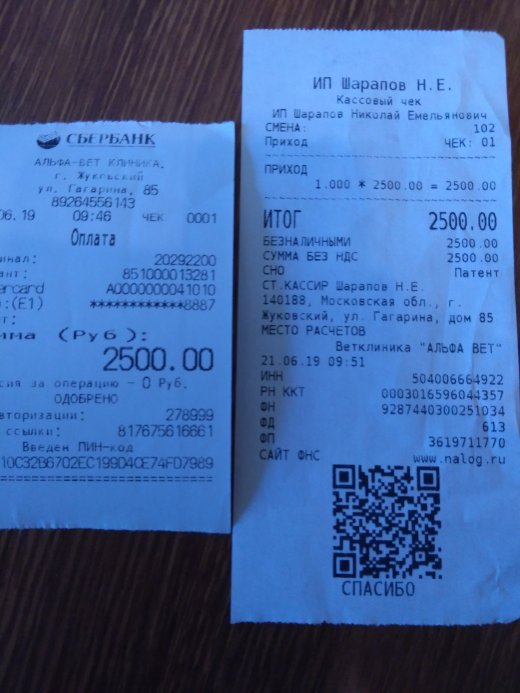 СБЕРБАНК
АЛЬФА-ВЕТ КЛИНИКА,
г. Жуковский
ул. Гагарина, 85
89264556143
06.19 09:46 ЧЕК 0001
Оплата
инал: 20292200
ант: 851000013281
ercard A0000000041010
а:(E1) ************8887
т:
мма (Руб):
2500.00
сия за операцию - 0 Руб.
ОДОБРЕНО
вторизации: 278999
ссылки: 817675616661
Введен ПИН-код
10C32B6702EC199D4CE74FD7989
ИП Шарапов Н.Е.
Кассовый чек
ИП Шарапов Николай Емельянович
СМЕНА: 102
Приход ЧЕК: 01
ПРИХОД
1.000 * 2500.00 = 2500.00
ИТОГ 2500.00
БЕЗНАЛИЧНЫМИ 2500.00
СУММА БЕЗ НДС 2500.00
СНО Патент
СТ.КАССИР Шарапов Н.Е.
140188, Московская обл., г.
Жуковский, ул. Гагарина, дом 85
МЕСТО РАСЧЕТОВ
Ветклиника "АЛЬФА ВЕТ"
21.06.19 09:51
ИНН 504006664922
РН ККТ 0003016596044357
ФН 9287440300251034
ФД 613
ФП 3619711770
САЙТ ФНС www.nalog.ru
СПАСИБО